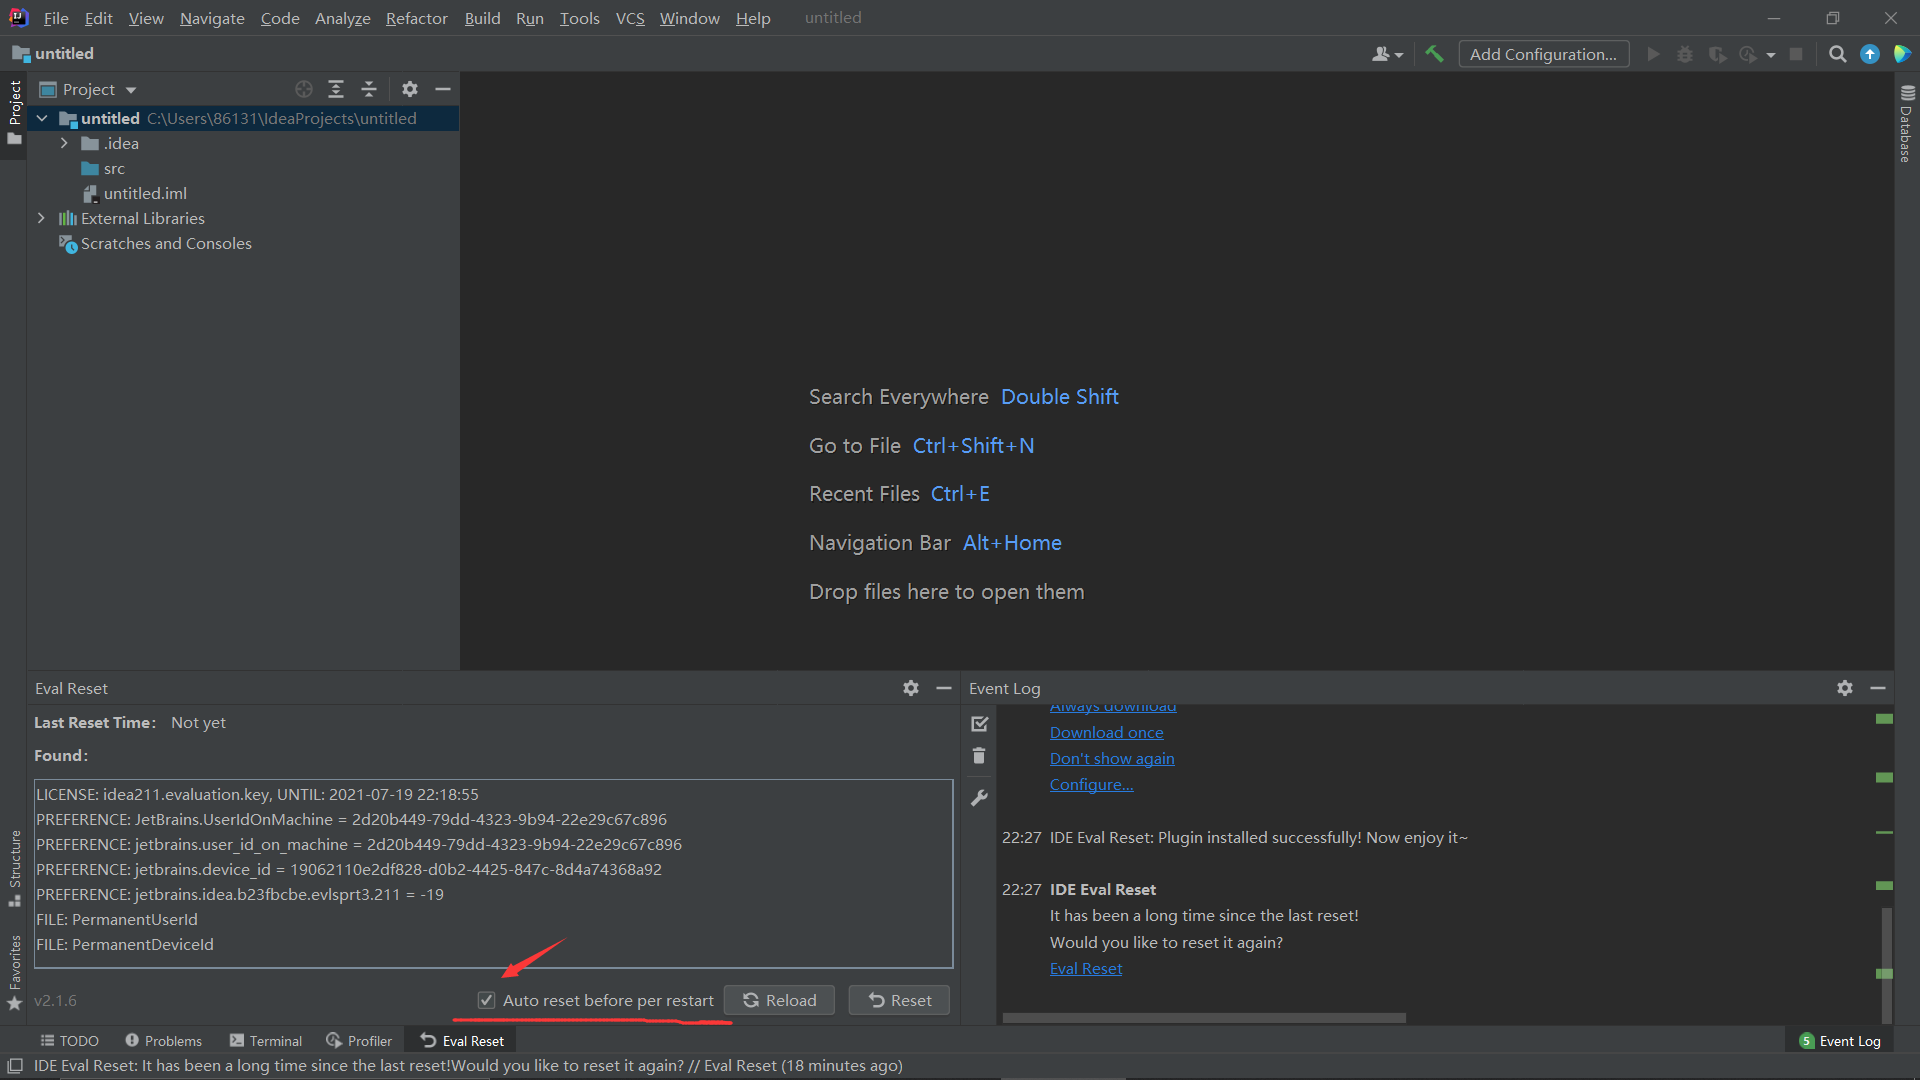 File Edit View Navigate Code Analyze Refactor Build Run Tools VCS Window Help untitled
untitled
Add Configuration...
Project
Project
untitled C:\Users\86131\IdeaProjects\untitled
.idea
src
untitled.iml
External Libraries
Scratches and Consoles
Database
Search Everywhere Double Shift
Go to File Ctrl+Shift+N
Recent Files Ctrl+E
Navigation Bar Alt+Home
Drop files here to open them
Eval Reset
Last Reset Time: Not yet
Found:
LICENSE: idea211.evaluation.key, UNTIL: 2021-07-19 22:18:55
PREFERENCE: JetBrains.UserIdOnMachine = 2d20b449-79dd-4323-9b94-22e29c67c896
PREFERENCE: jetbrains.user_id_on_machine = 2d20b449-79dd-4323-9b94-22e29c67c896
PREFERENCE: jetbrains.device_id = 19062110e2df828-d0b2-4425-847c-8d4a74368a92
PREFERENCE: jetbrains.idea.b23fbcbe.evlsprt3.211 = -19
FILE: PermanentUserId
FILE: PermanentDeviceId
v2.1.6
Auto reset before per restart
Reload
Reset
Event Log
Always download
Download once
Don't show again
Configure...
22:27 IDE Eval Reset: Plugin installed successfully! Now enjoy it~
22:27 IDE Eval Reset
It has been a long time since the last reset!
Would you like to reset it again?
Eval Reset
Structure
Favorites
TODO Problems Terminal Profiler Eval Reset
5 Event Log
IDE Eval Reset: It has been a long time since the last reset!Would you like to reset it again? // Eval Reset (18 minutes ago)